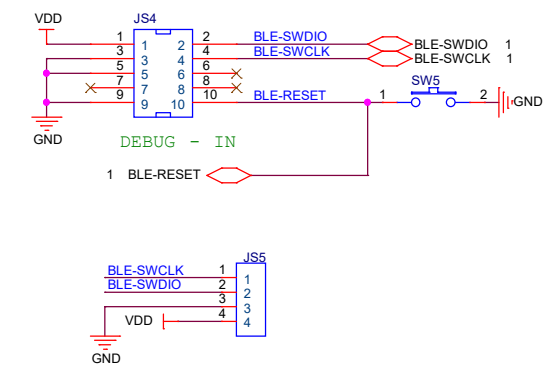 VDD JS4
1 1 2 2 BLE-SWDIO BLE-SWDIO 1
3 3 4 4 BLE-SWCLK BLE-SWCLK 1
5 5 6 6
7 7 8 8 SW5
9 9 10 10 BLE-RESET 1 2 GND
GND DEBUG - IN
1 BLE-RESET
JS5
BLE-SWCLK 1 1
BLE-SWDIO 2 2
3 3
VDD 4 4
GND